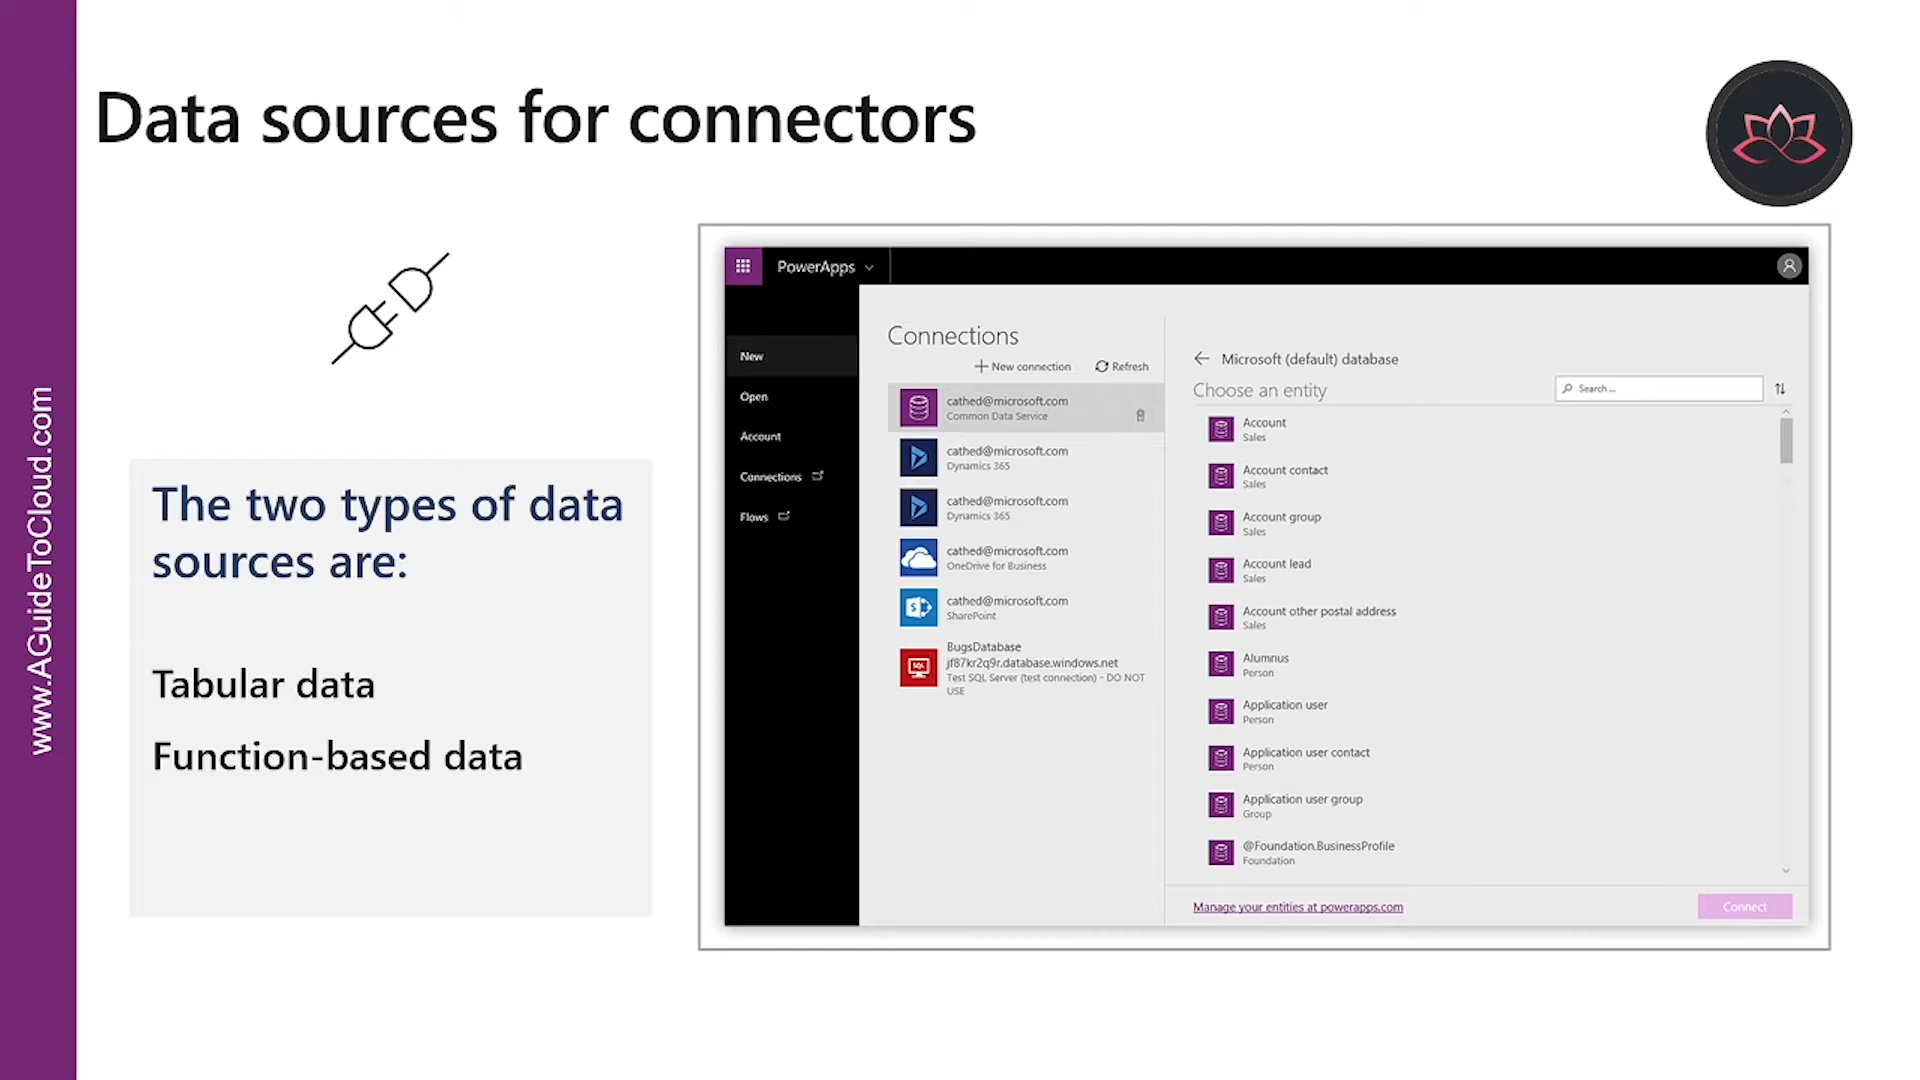 www.AGuideToCloud.com
Data sources for connectors
The two types of data
sources are:
Tabular data
Function-based data
PowerApps
New
Open
Account
Connections
Flows
Connections
New connection
Refresh
cathed@microsoft.com
Common Data Service
cathed@microsoft.com
Dynamics 365
cathed@microsoft.com
Dynamics 365
cathed@microsoft.com
OneDrive for Business
cathed@microsoft.com
SharePoint
BugsDatabase
jf87kr2q9r.database.windows.net
Test SQL Server (test connection) - DO NOT
USE
Microsoft (default) database
Choose an entity
Search ...
Account
Sales
Account contact
Sales
Account group
Sales
Account lead
Sales
Account other postal address
Sales
Alumnus
Person
Application user
Person
Application user contact
Person
Application user group
Group
@Foundation.BusinessProfile
Foundation
Manage your entities at powerapps.com
Connect